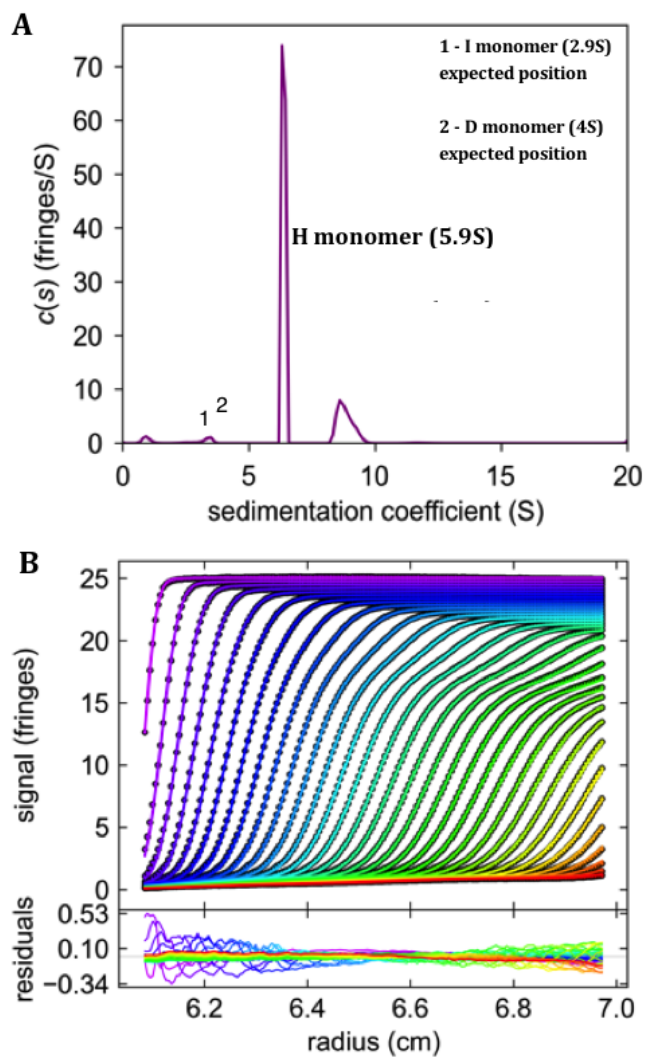 A
1 - I monomer (2.9S)
expected position
2 - D monomer (4S)
expected position
H monomer (5.9S)
1 2
c(s) (fringes/S)
70
60
50
40
30
20
10
0
0 5 10 15 20
sedimentation coefficient (S)
B
signal (fringes)
25
20
15
10
5
0
residuals
0.53
0.10
−0.34
6.2 6.4 6.6 6.8 7.0
radius (cm)